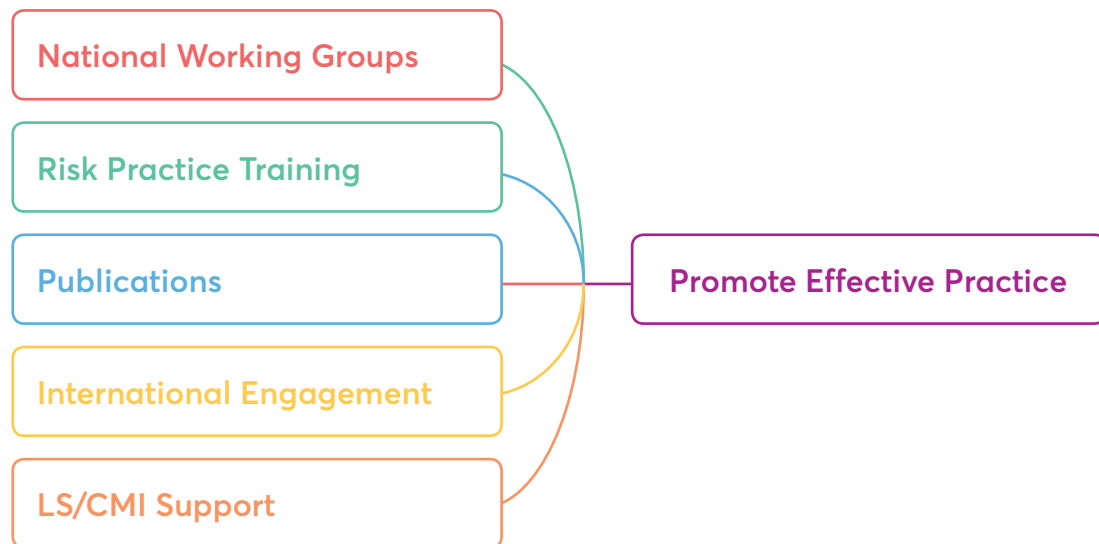 National Working Groups
Risk Practice Training
Publications
Promote Effective Practice
International Engagement
LS/CMI Support